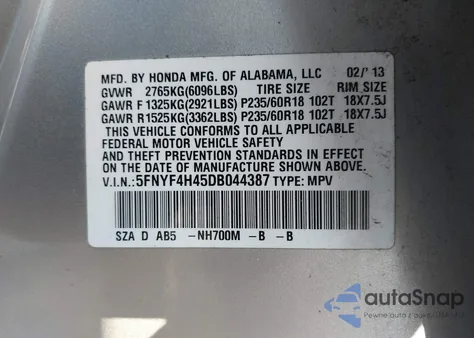 MFD. BY HONDA MFG. OF ALABAMA, LLC 02/'13
GVWR 2765KG(6096LBS) TIRE SIZE RIM SIZE
GAWR F 1325KG(2921LBS) P235/60R18 102T 18X7.5J
GAWR R1525KG(3362LBS) P235/60R18 102T 18X7.5J
THIS VEHICLE CONFORMS TO ALL APPLICABLE
FEDERAL MOTOR VEHICLE SAFETY
AND THEFT PREVENTION STANDARDS IN EFFECT
ON THE DATE OF MANUFACTURE SHOWN ABOVE.
V.I.N.: 5FNYF4H45DB044387 TYPE: MPV
SZA D AB5 -NH700M -B -B
autoSnap
Pewne auta z